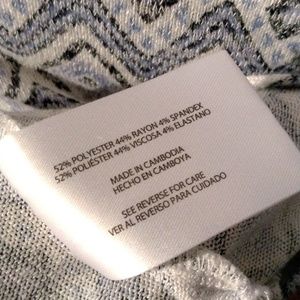 52% POLYESTER 44% RAYON 4% SPANDEX
52% POLIÉSTER 44% VISCOSA 4% ELASTANO
MADE IN CAMBODIA
HECHO EN CAMBOYA
SEE REVERSE FOR CARE
VER AL REVERSO PARA CUIDADO